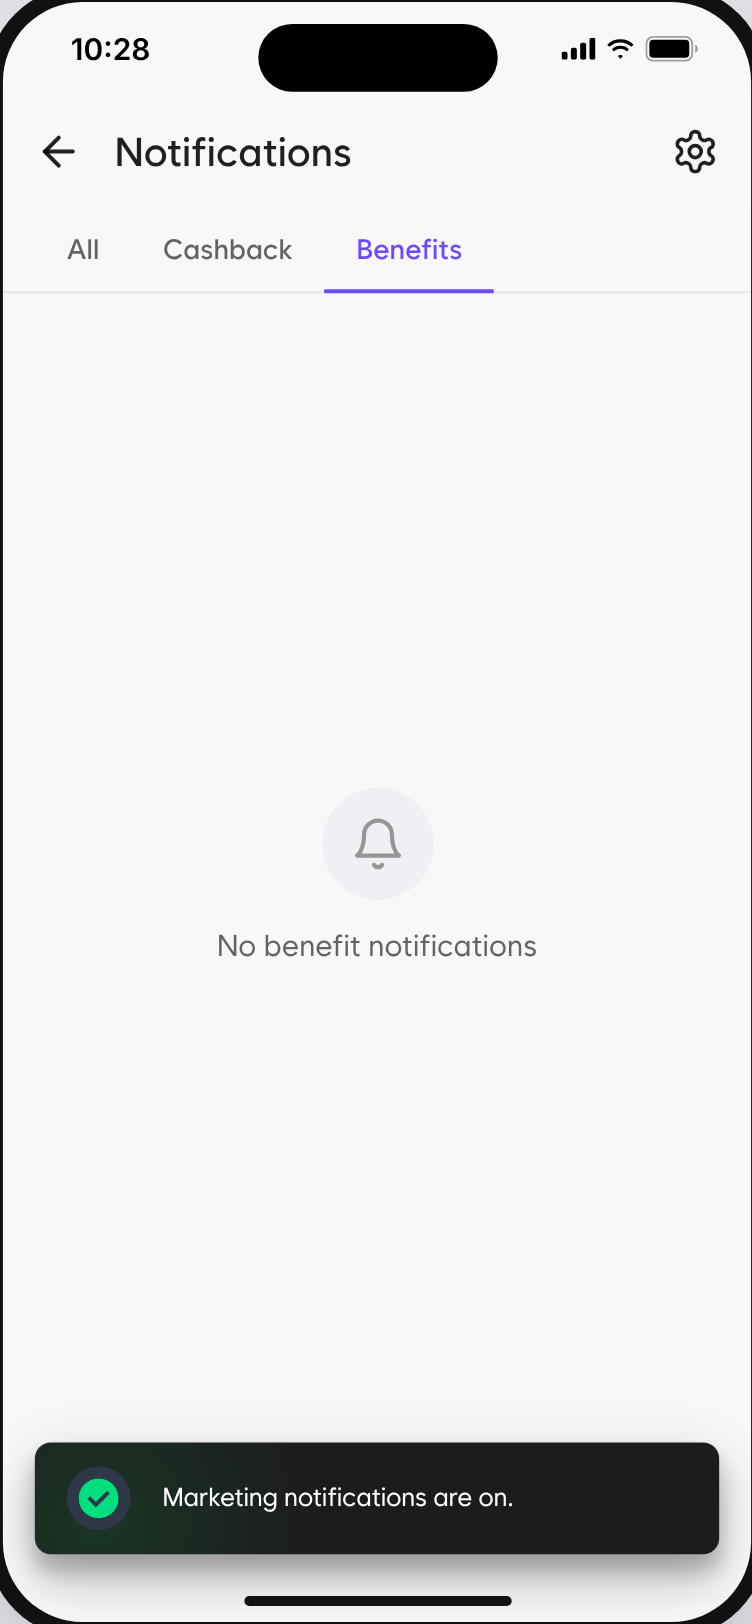 10:28
Notifications
All
Cashback
Benefits
No benefit notifications
Marketing notifications are on.